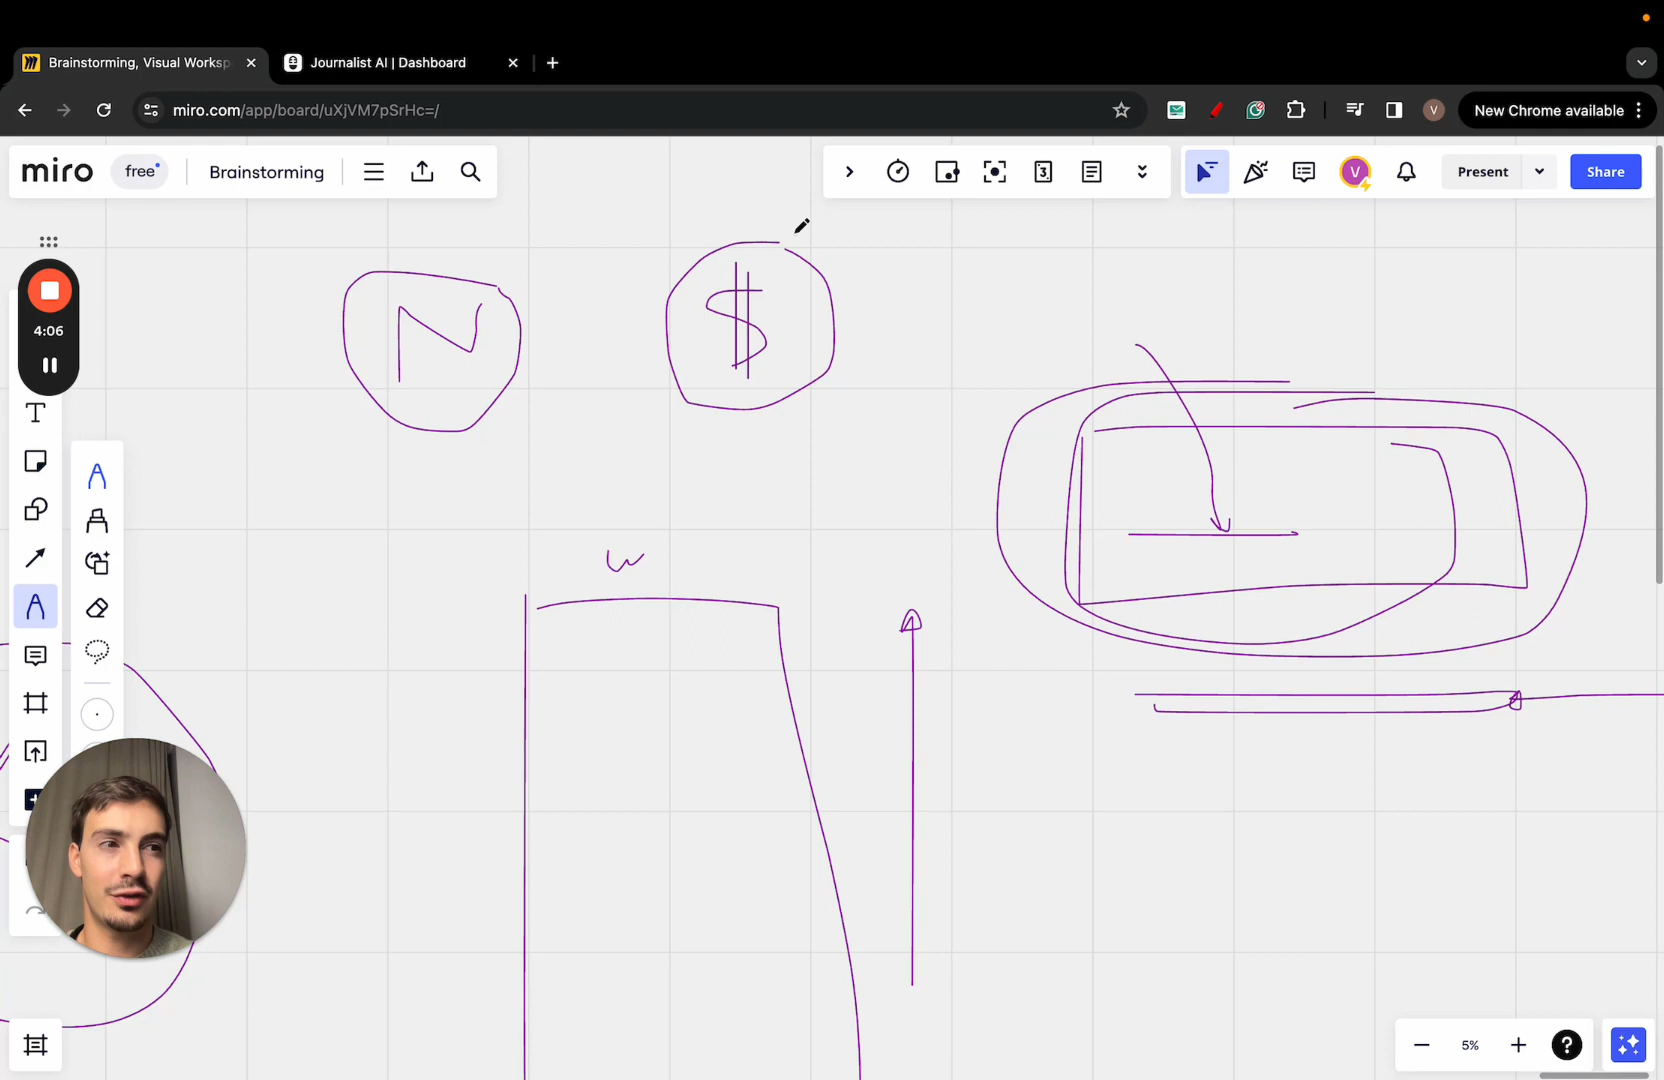 Brainstorming, Visual Worksp
Journalist AI | Dashboard
miro.com/app/board/uXjVM7pSrHc=/
V
New Chrome available
miro
free
Brainstorming
3
V
Present
Share
4:06
N
$
T
W
5%
?